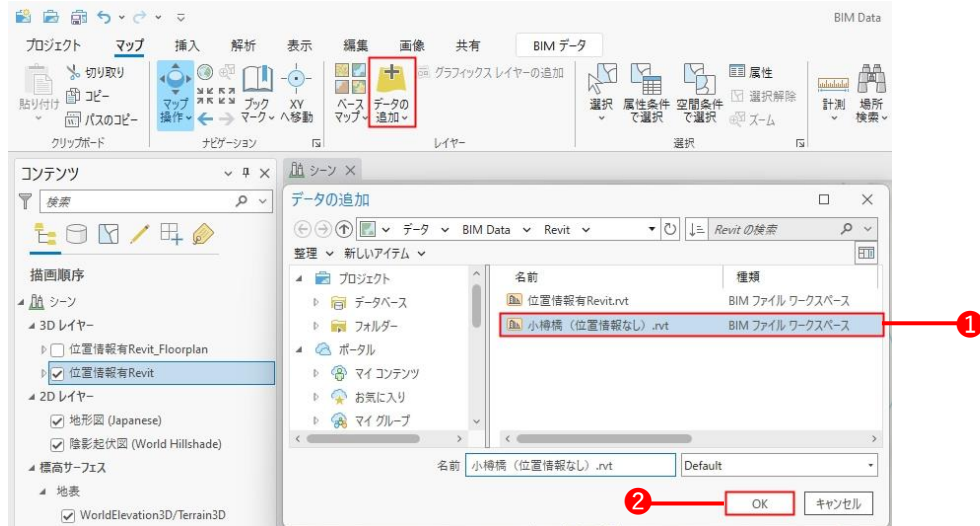 BIM Data
プロジェクト マップ 挿入 解析 表示 編集 画像 共有 BIM データ
貼り付け 切り取り コピー パスのコピー
マップ操作 ブックマーク XY へ移動
ベースマップ データの追加 グラフィックス レイヤーの追加
選択 属性条件で選択 空間条件で選択 属性 選択解除 ズーム
計測 場所検索
クリップボード ナビゲーション レイヤー 選択
コンテンツ
検索
描画順序
シーン
3D レイヤー
位置情報有Revit_Floorplan
位置情報有Revit
2D レイヤー
地形図 (Japanese)
陰影起伏図 (World Hillshade)
標高サーフェス
地表
WorldElevation3D/Terrain3D
シーン
データの追加
データ BIM Data Revit Revit の検索
整理 新しいアイテム
プロジェクト
データベース
フォルダー
ポータル
マイ コンテンツ
お気に入り
マイ グループ
名前 種類
位置情報有Revit.rvt BIM ファイル ワークスペース
小樽橋（位置情報なし）.rvt BIM ファイル ワークスペース
1
名前 小樽橋（位置情報なし）.rvt Default
2
OK キャンセル